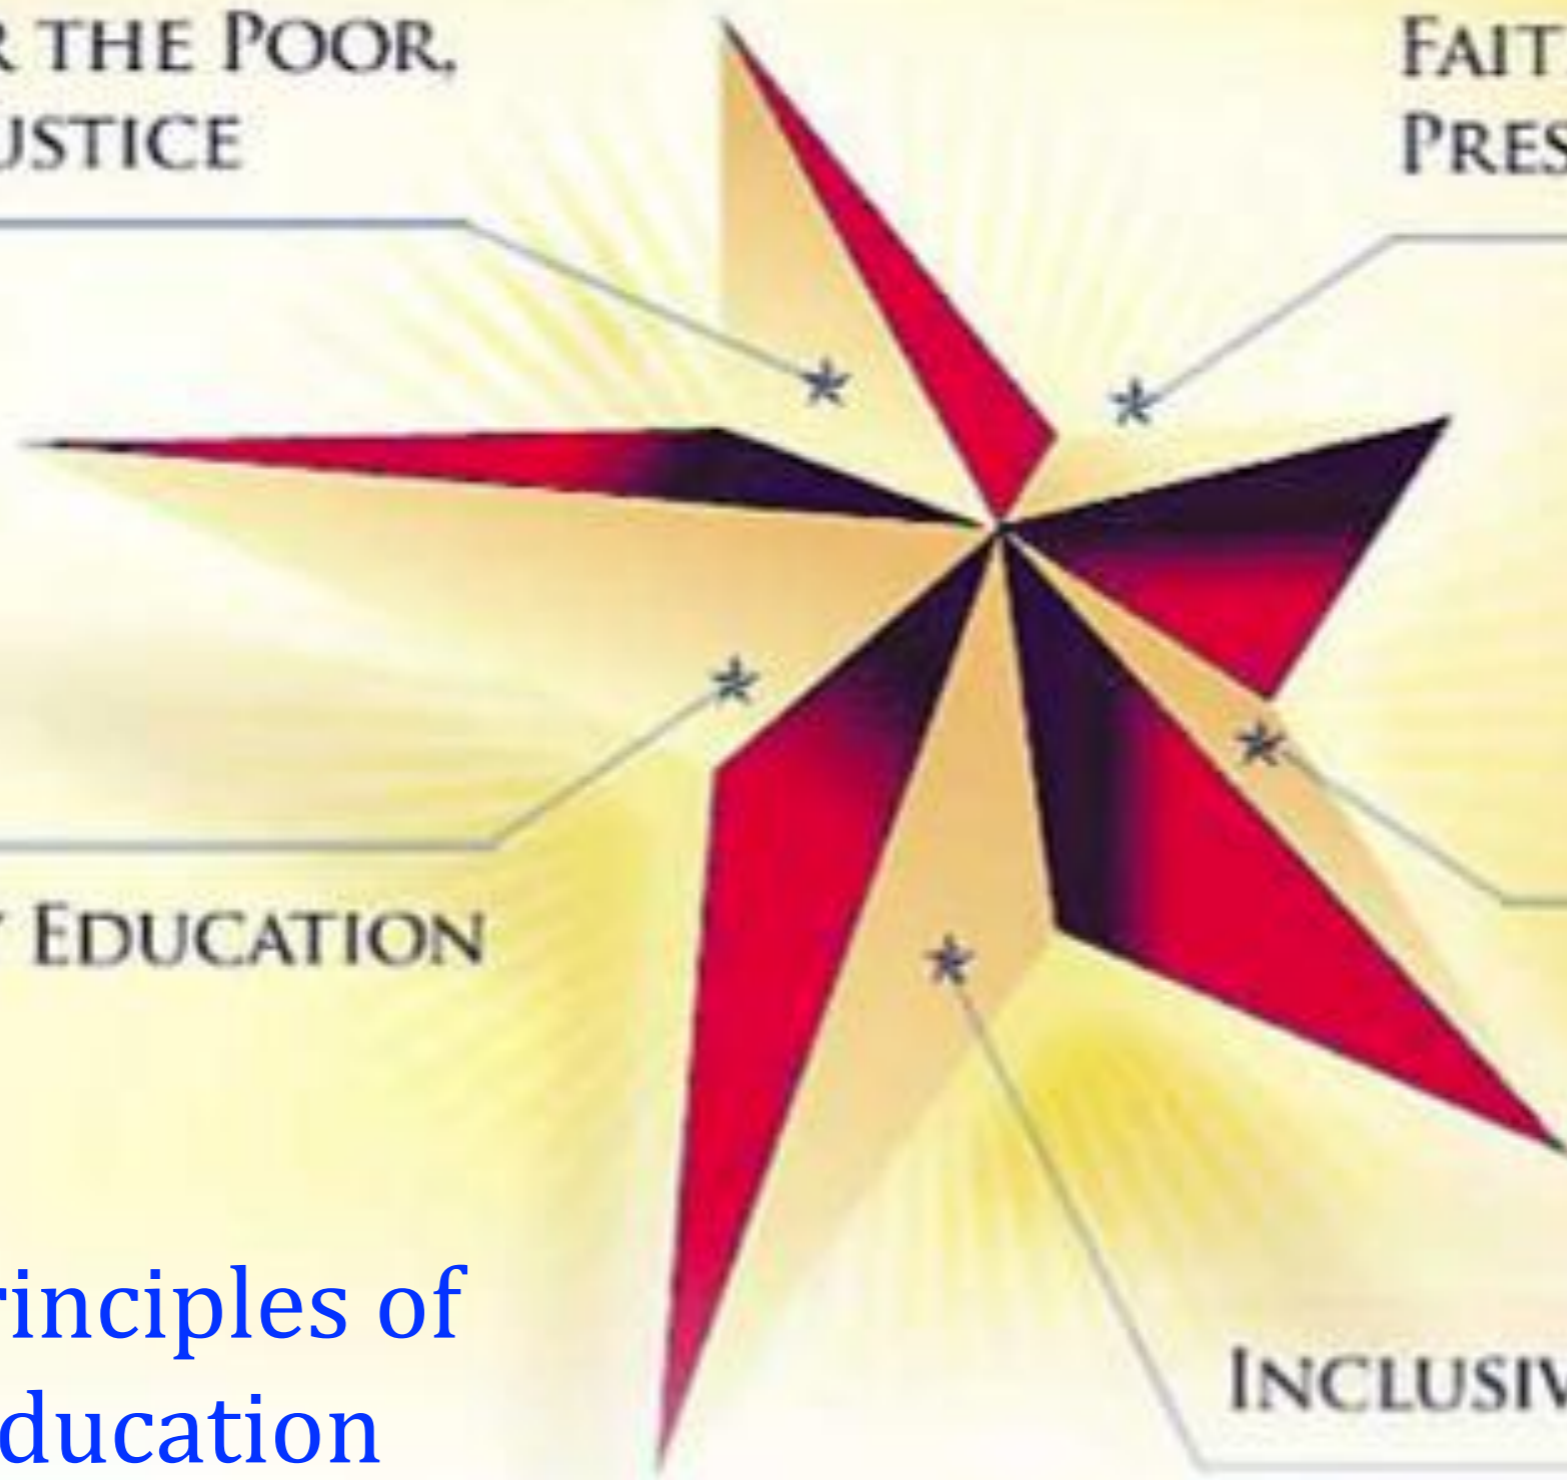 R THE POOR,
USTICE
FAIT
PRES
Y EDUCATION
rinciples of
ducation
INCLUSIV